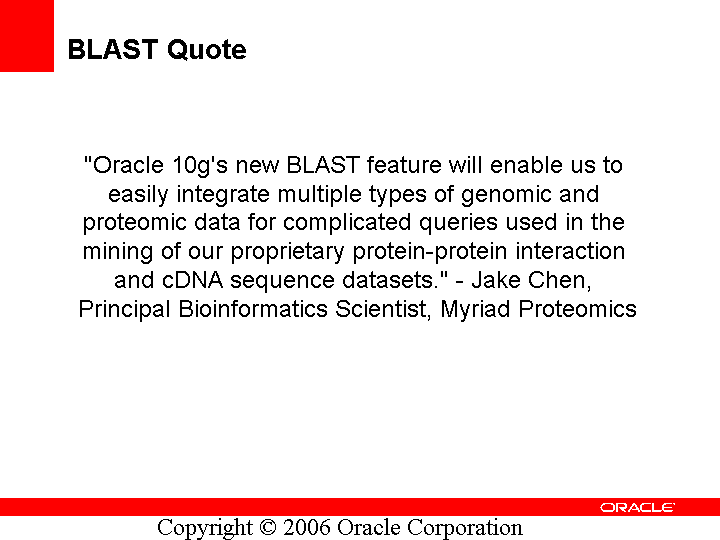 BLAST Quote
"Oracle 10g's new BLAST feature will enable us to
easily integrate multiple types of genomic and
proteomic data for complicated queries used in the
mining of our proprietary protein-protein interaction
and cDNA sequence datasets." - Jake Chen,
Principal Bioinformatics Scientist, Myriad Proteomics
ORACLE
Copyright © 2006 Oracle Corporation